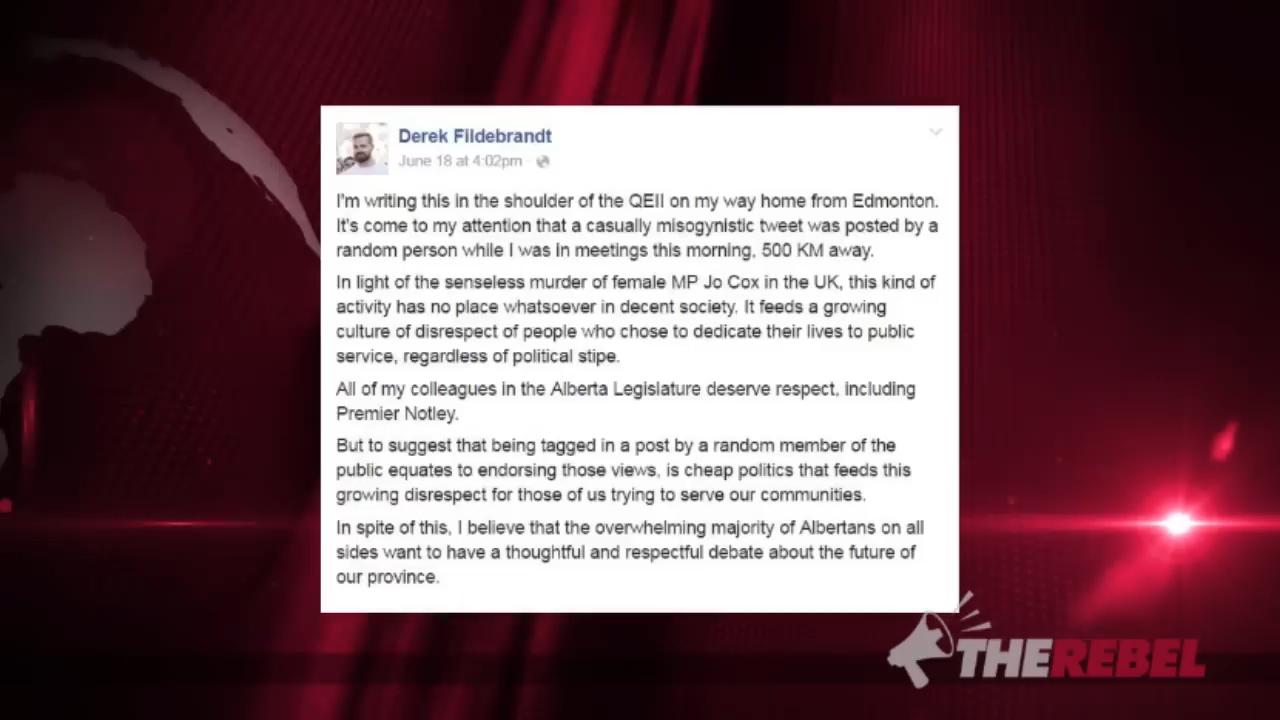 Derek Fildebrandt
June 18 at 4:02pm ·
I'm writing this in the shoulder of the QEII on my way home from Edmonton.
It's come to my attention that a casually misogynistic tweet was posted by a
random person while I was in meetings this morning, 500 KM away.
In light of the senseless murder of female MP Jo Cox in the UK, this kind of
activity has no place whatsoever in decent society. It feeds a growing
culture of disrespect of people who chose to dedicate their lives to public
service, regardless of political stipe.
All of my colleagues in the Alberta Legislature deserve respect, including
Premier Notley.
But to suggest that being tagged in a post by a random member of the
public equates to endorsing those views, is cheap politics that feeds this
growing disrespect for those of us trying to serve our communities.
In spite of this, I believe that the overwhelming majority of Albertans on all
sides want to have a thoughtful and respectful debate about the future of
our province.
THEREBEL